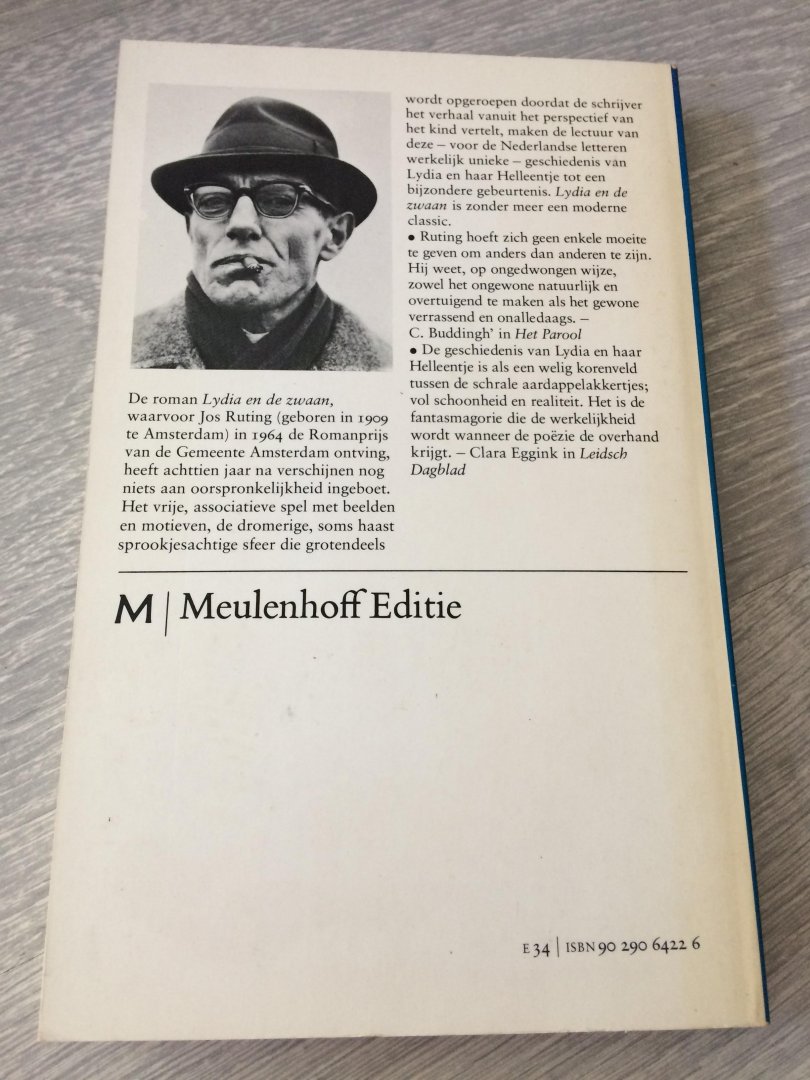 De roman Lydia en de zwaan,
waarvoor Jos Ruting (geboren in 1909
te Amsterdam) in 1964 de Romanprijs
van de Gemeente Amsterdam ontving,
heeft achttien jaar na verschijnen nog
niets aan oorspronkelijkheid ingeboet.
Het vrije, associatieve spel met beelden
en motieven, de dromerige, soms haast
sprookjesachtige sfeer die grotendeels
wordt opgeroepen doordat de schrijver
het verhaal vanuit het perspectief van
het kind vertelt, maken de lectuur van
deze – voor de Nederlandse letteren
werkelijk unieke – geschiedenis van
Lydia en haar Helleentje tot een
bijzondere gebeurtenis. Lydia en de
zwaan is zonder meer een moderne
classic.
• Ruting hoeft zich geen enkele moeite
te geven om anders dan anderen te zijn.
Hij weet, op ongedwongen wijze,
zowel het ongewone natuurlijk en
overtuigend te maken als het gewone
verrassend en onalledaags. –
C. Buddingh' in Het Parool
• De geschiedenis van Lydia en haar
Helleentje is als een welig korenveld
tussen de schrale aardappelakkertjes;
vol schoonheid en realiteit. Het is de
fantasmagorie die de werkelijkheid
wordt wanneer de poëzie de overhand
krijgt. – Clara Eggink in Leidsch
Dagblad
M | Meulenhoff Editie
E 34 | ISBN 90 290 6422 6